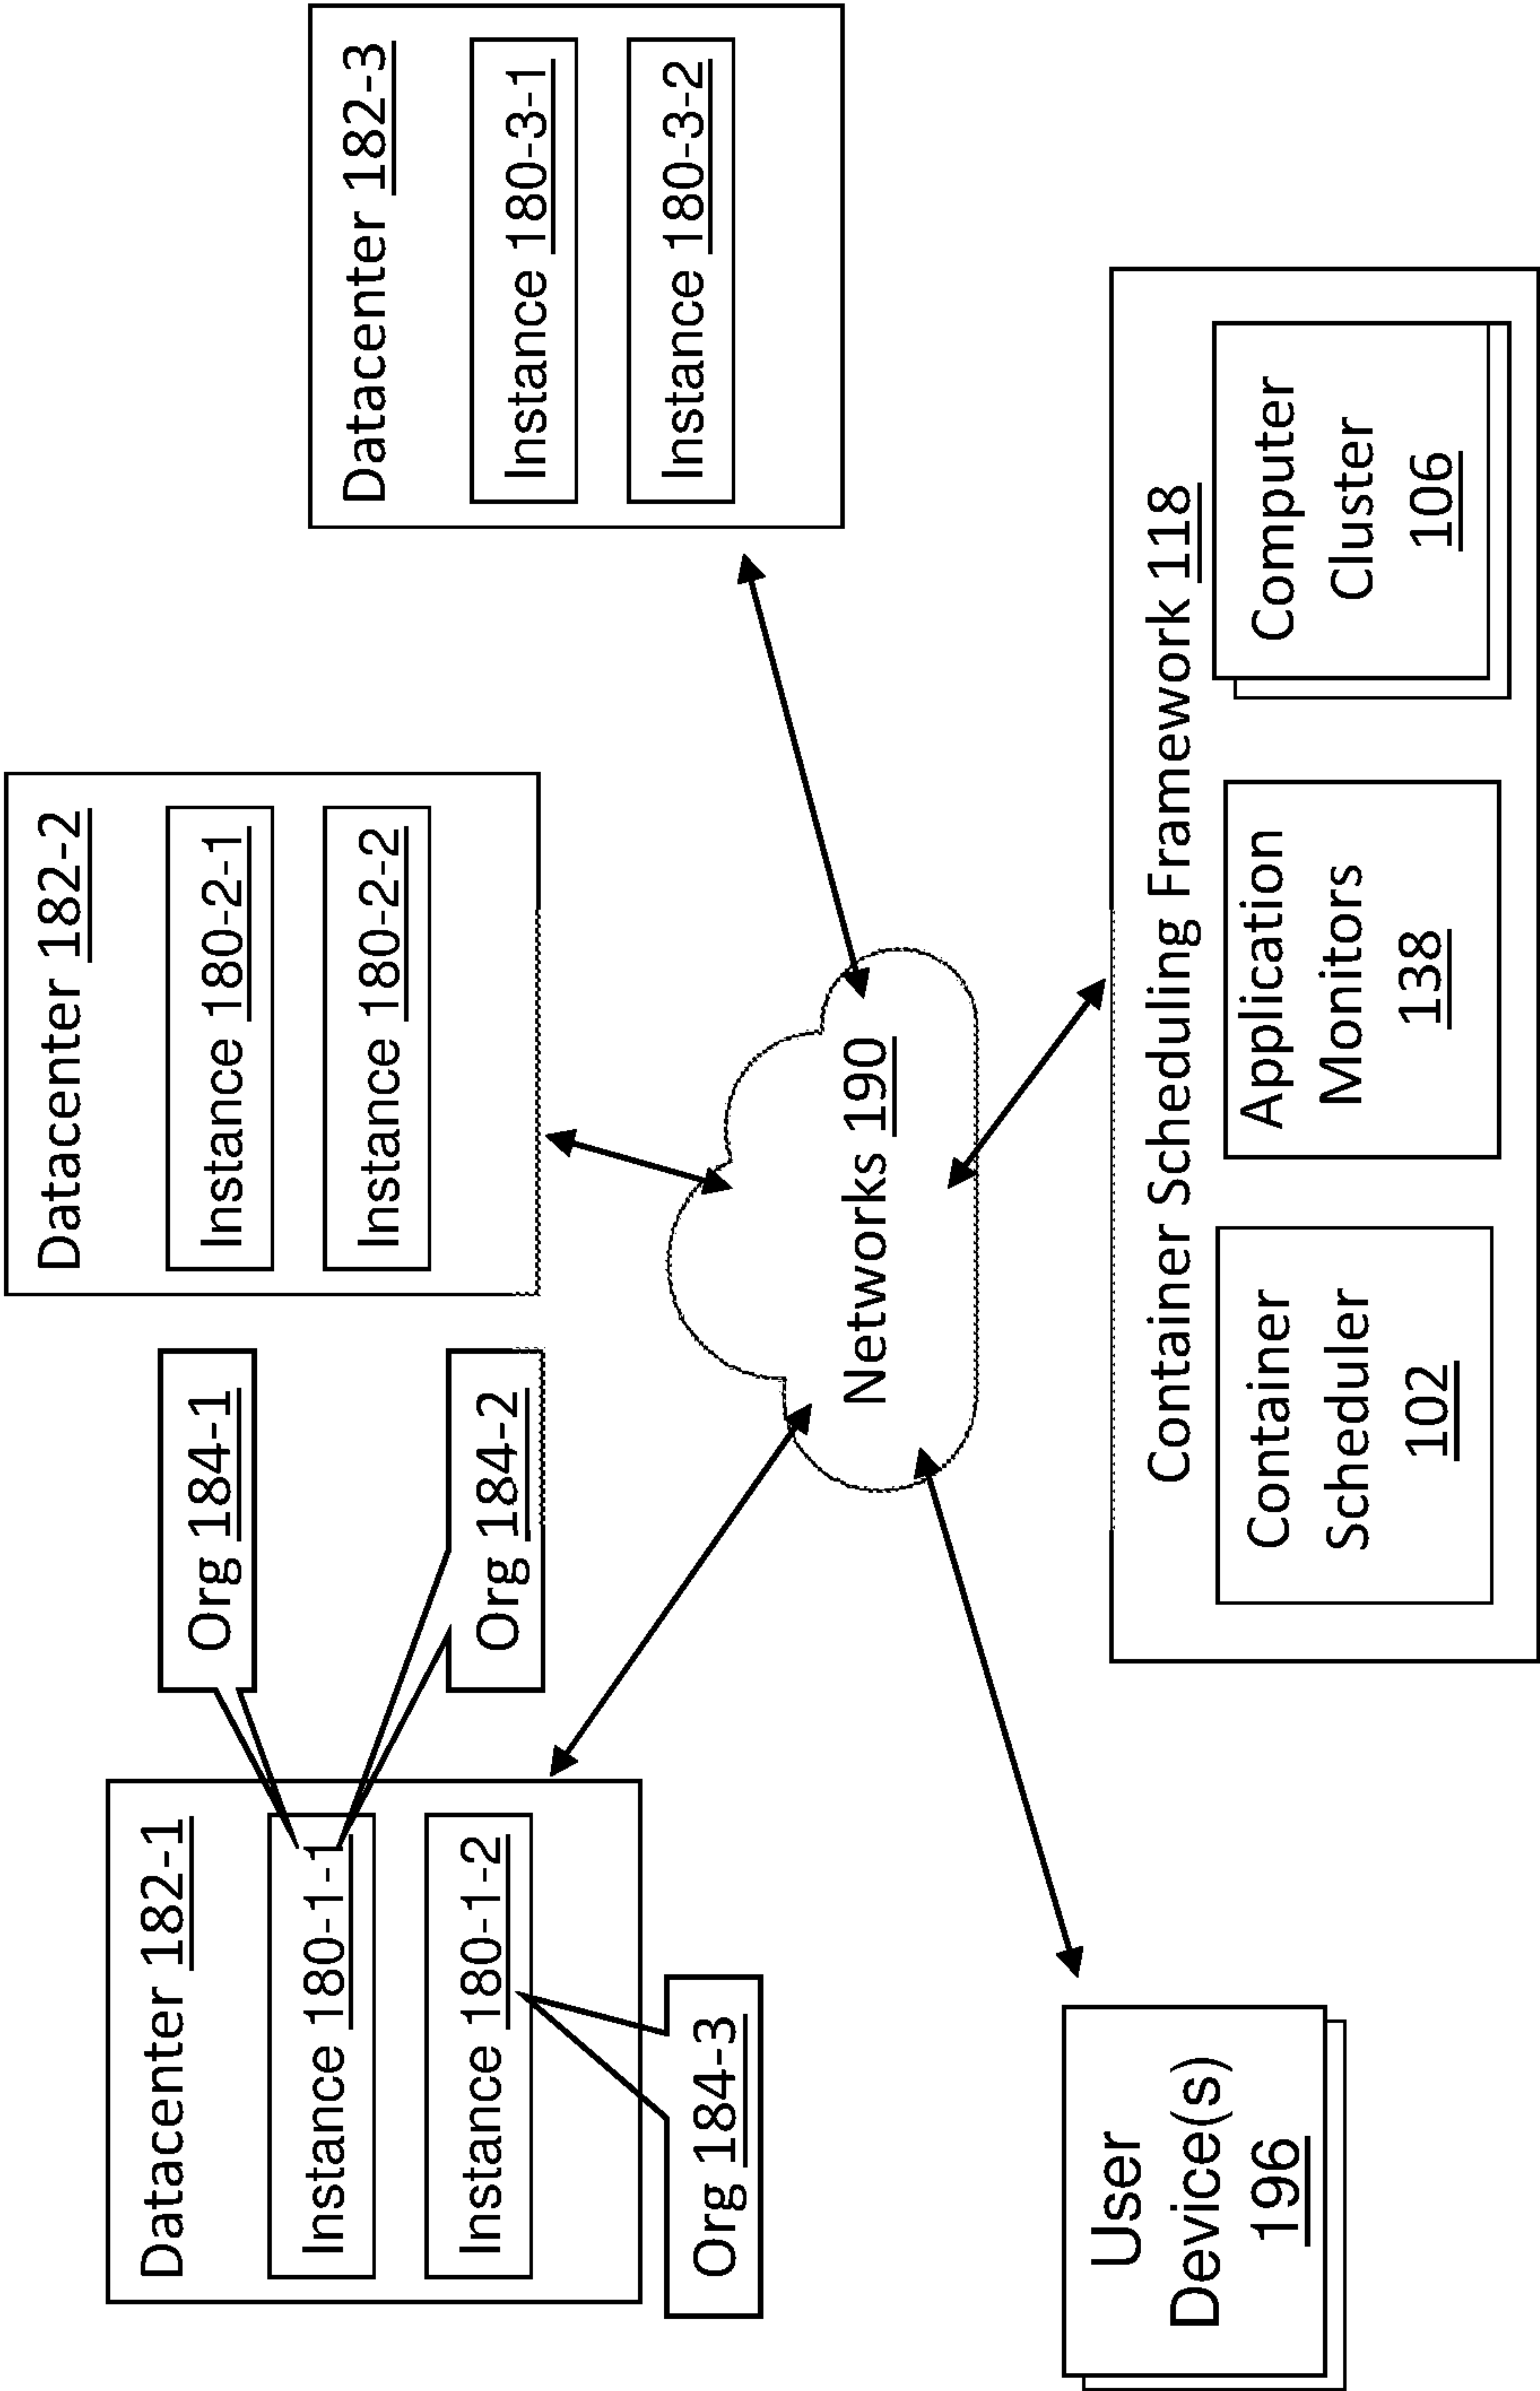 Datacenter 182-1
Instance 180-1-1
Instance 180-1-2
Org 184-1
Org 184-2
Org 184-3
Datacenter 182-2
Instance 180-2-1
Instance 180-2-2
Datacenter 182-3
Instance 180-3-1
Instance 180-3-2
Networks 190
User
Device(s)
196
Container Scheduling Framework 118
Container
Scheduler
102
Application
Monitors
138
Computer
Cluster
106